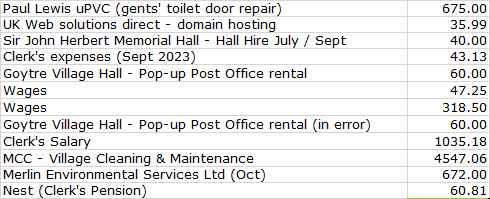 Paul Lewis uPVC (gents' toilet door repair) 675.00
UK Web solutions direct - domain hosting 35.99
Sir John Herbert Memorial Hall - Hall Hire July / Sept 40.00
Clerk's expenses (Sept 2023) 43.13
Goytre Village Hall - Pop-up Post Office rental 60.00
Wages 47.25
Wages 318.50
Goytre Village Hall - Pop-up Post Office rental (in error) 60.00
Clerk's Salary 1035.18
MCC - Village Cleaning & Maintenance 4547.06
Merlin Environmental Services Ltd (Oct) 672.00
Nest (Clerk's Pension) 60.81